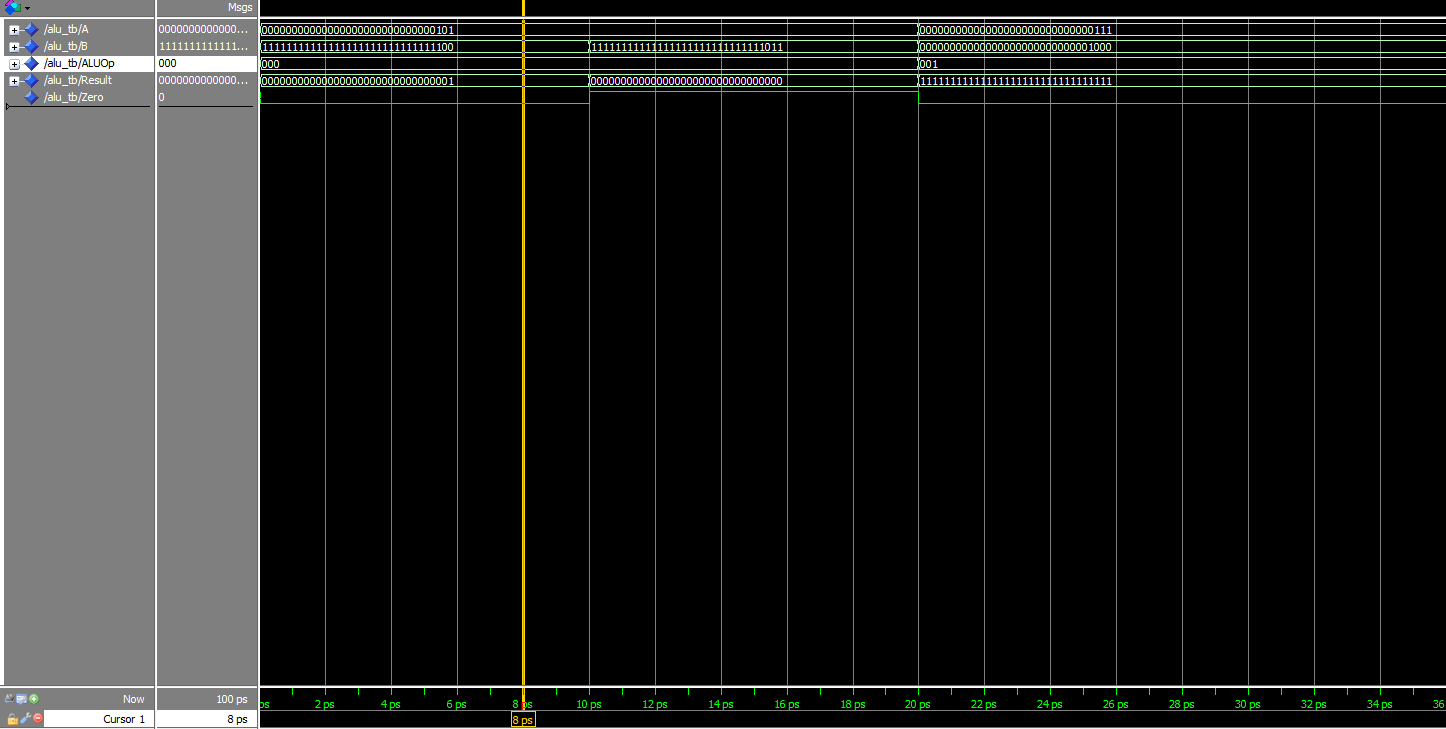 Msgs
/alu_tb/A 0000000000000... 00000000000000000000000000000101 00000000000000000000000000000111
/alu_tb/B 1111111111111... 11111111111111111111111111111100 11111111111111111111111111111011 00000000000000000000000000001000
/alu_tb/ALUOp 000 000 001
/alu_tb/Result 0000000000000... 00000000000000000000000000000001 00000000000000000000000000000000 11111111111111111111111111111111
/alu_tb/Zero 0
Now 100 ps ps 2 ps 4 ps 6 ps 8 ps 10 ps 12 ps 14 ps 16 ps 18 ps 20 ps 22 ps 24 ps 26 ps 28 ps 30 ps 32 ps 34 ps 36
Cursor 1 8 ps 8 ps